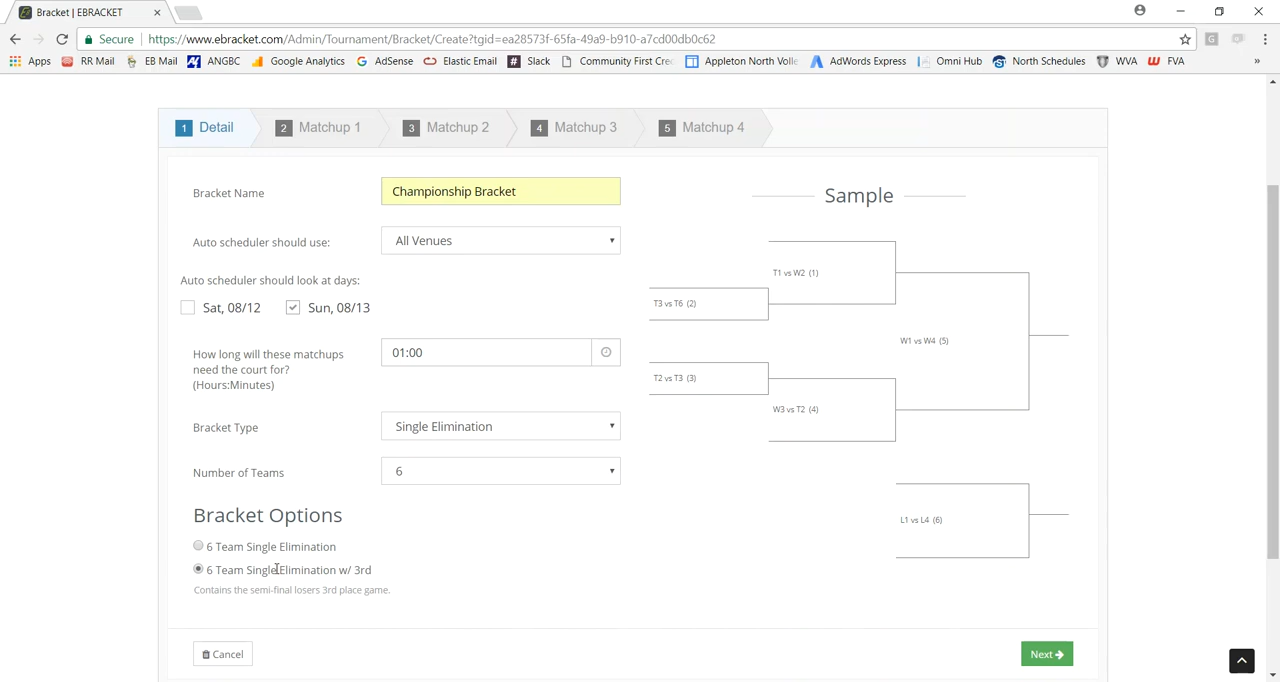 Bracket | EBRACKET
Secure https://www.ebracket.com/Admin/Tournament/Bracket/Create?tgid=ea28573f-65fa-49a9-b910-a7cd00db0c62
Apps RR Mail EB Mail ANGBC Google Analytics AdSense Elastic Email Slack Community First Cre Appleton North Volle AdWords Express Omni Hub North Schedules WVA FVA »
1 Detail 2 Matchup 1 3 Matchup 2 4 Matchup 3 5 Matchup 4
Bracket Name Championship Bracket
Sample
Auto scheduler should use: All Venues
Auto scheduler should look at days:
Sat, 08/12 Sun, 08/13
How long will these matchups
need the court for?
(Hours:Minutes)
01:00
Bracket Type Single Elimination
Number of Teams 6
Bracket Options
6 Team Single Elimination
6 Team Single Elimination w/ 3rd
Contains the semi-final losers 3rd place game.
T1 vs W2 (1)
T3 vs T6 (2)
W1 vs W4 (5)
T2 vs T3 (3)
W3 vs T2 (4)
L1 vs L4 (6)
Cancel
Next